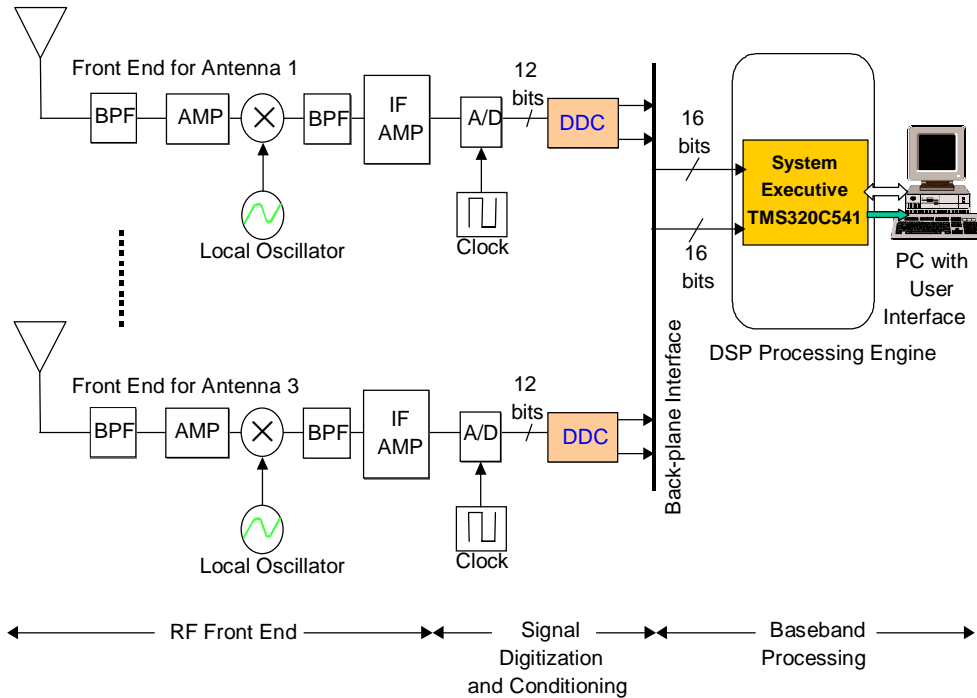 Front End for Antenna 1
BPF
AMP
BPF
IF
AMP
A/D
12
bits
DDC
Local Oscillator
Clock
16
bits
16
bits
System
Executive
TMS320C541
PC with
User
Interface
DSP Processing Engine
Back-plane Interface
Front End for Antenna 3
BPF
AMP
BPF
IF
AMP
A/D
12
bits
DDC
Local Oscillator
Clock
RF Front End
Signal
Digitization
and Conditioning
Baseband
Processing